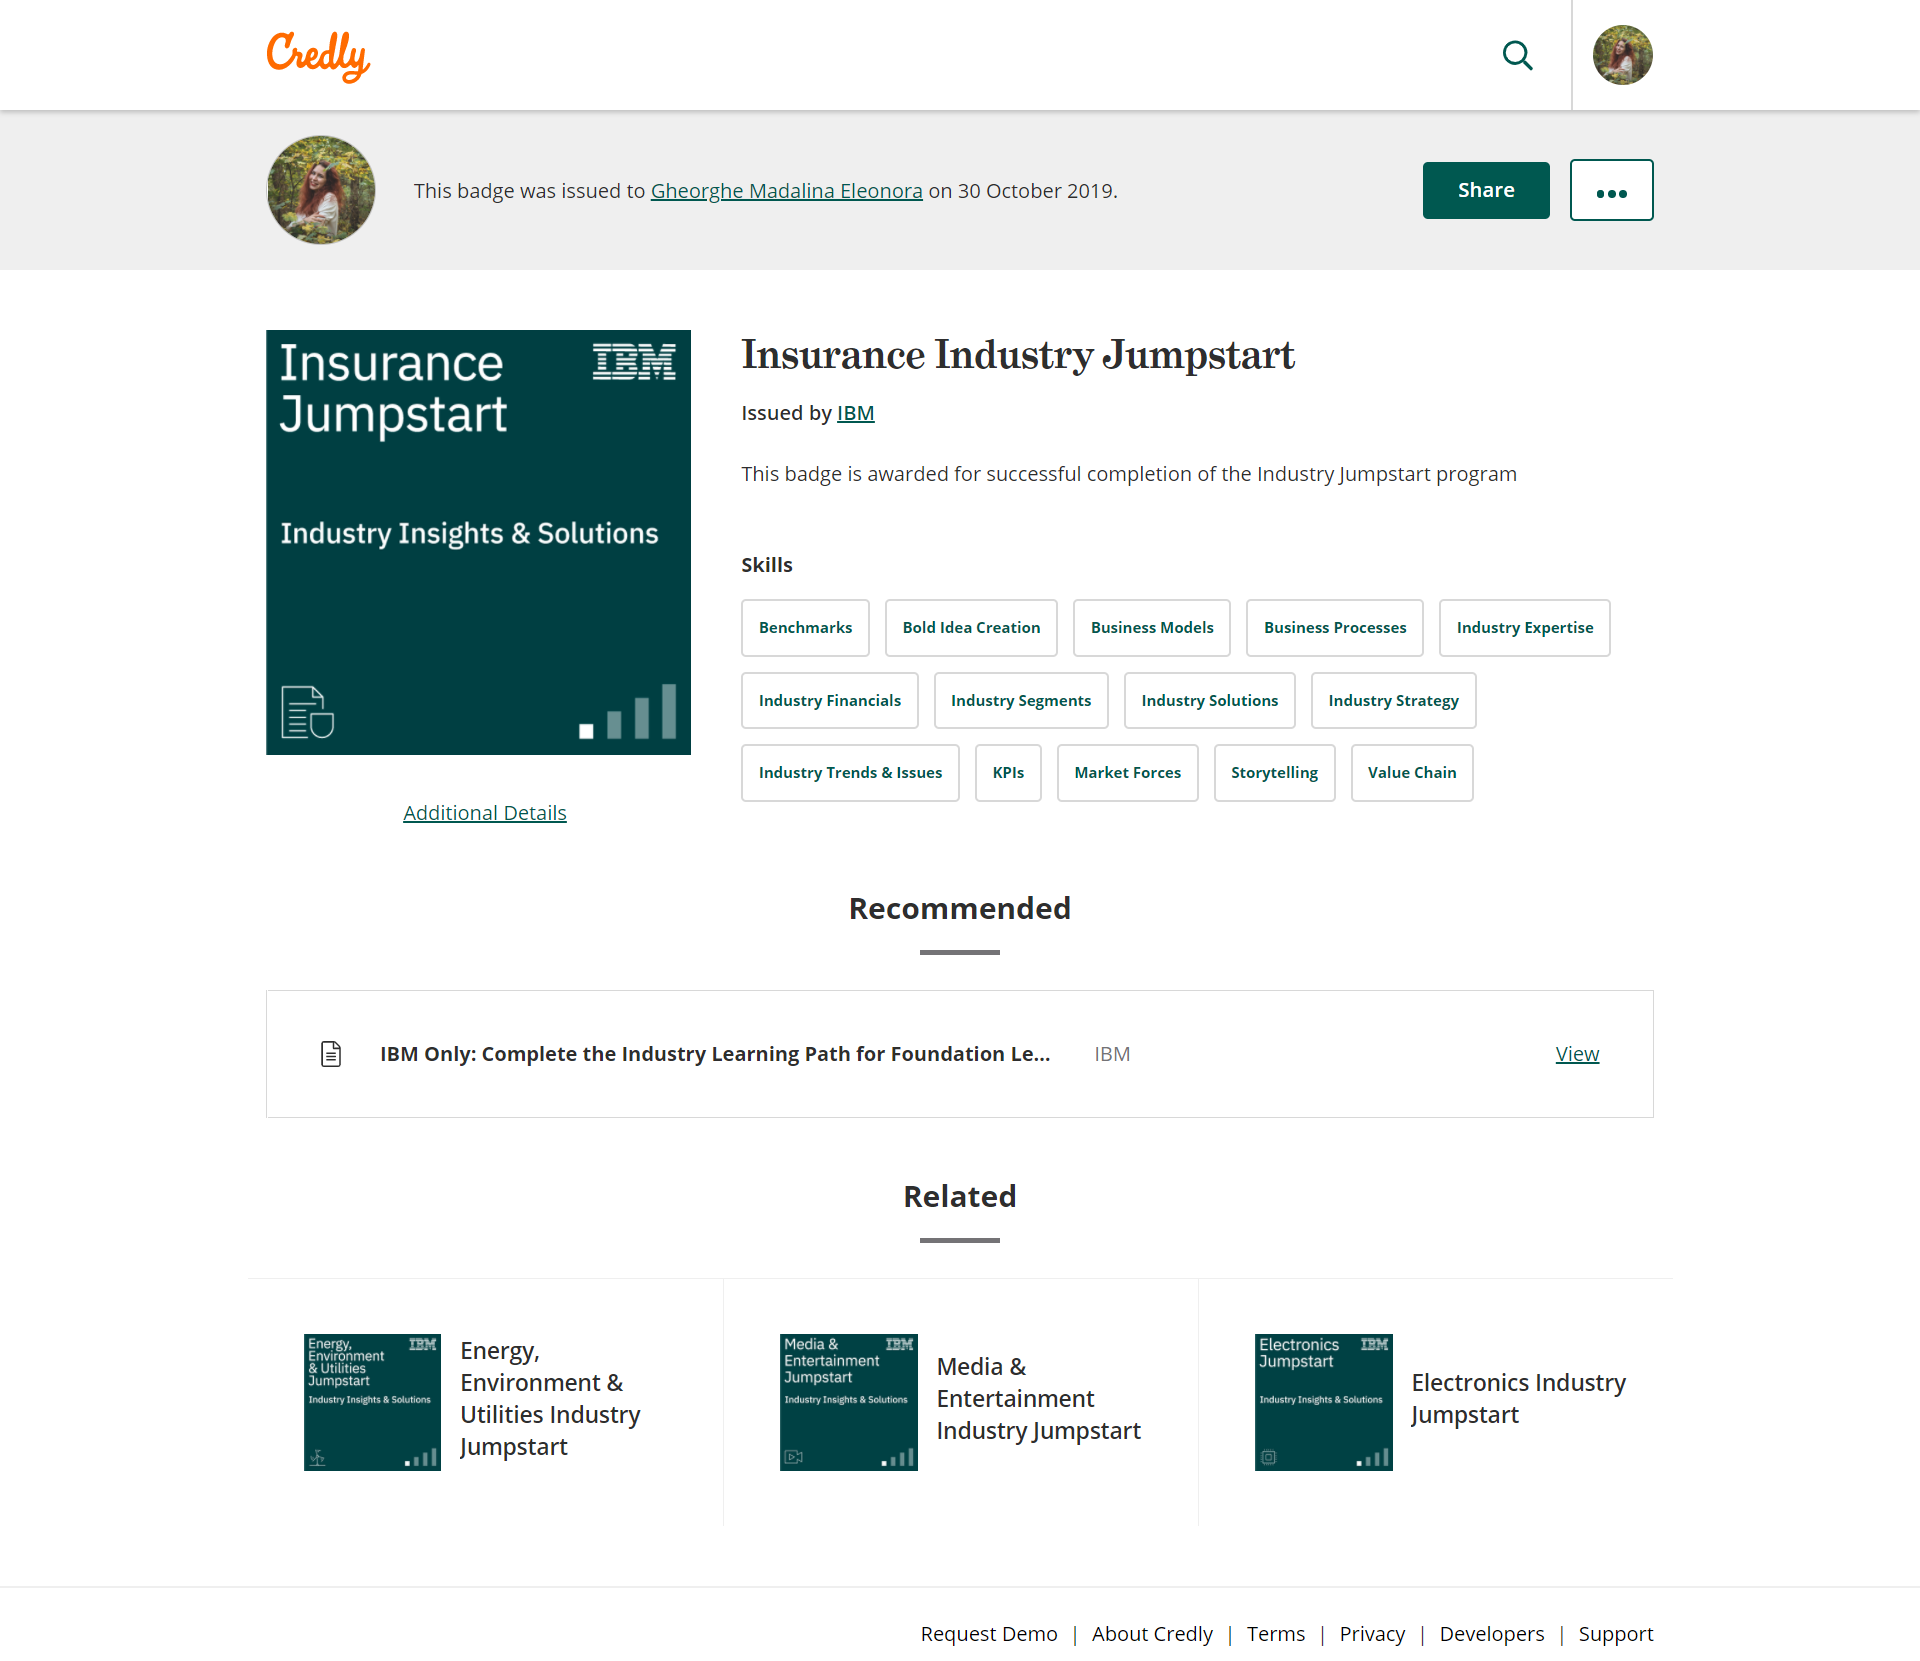 Credly
This badge was issued to Gheorghe Madalina Eleonora on 30 October 2019.
Share
Insurance
Jumpstart
IBM
Industry Insights & Solutions
Additional Details
Insurance Industry Jumpstart
Issued by IBM
This badge is awarded for successful completion of the Industry Jumpstart program
Skills
Benchmarks
Bold Idea Creation
Business Models
Business Processes
Industry Expertise
Industry Financials
Industry Segments
Industry Solutions
Industry Strategy
Industry Trends & Issues
KPIs
Market Forces
Storytelling
Value Chain
Recommended
IBM Only: Complete the Industry Learning Path for Foundation Le...
IBM
View
Related
Energy,
Environment
& Utilities
Jumpstart
IBM
Industry Insights & Solutions
Energy,
Environment &
Utilities Industry
Jumpstart
Media &
Entertainment
Jumpstart
IBM
Industry Insights & Solutions
Media &
Entertainment
Industry Jumpstart
Electronics
Jumpstart
IBM
Industry Insights & Solutions
Electronics Industry
Jumpstart
Request Demo | About Credly | Terms | Privacy | Developers | Support